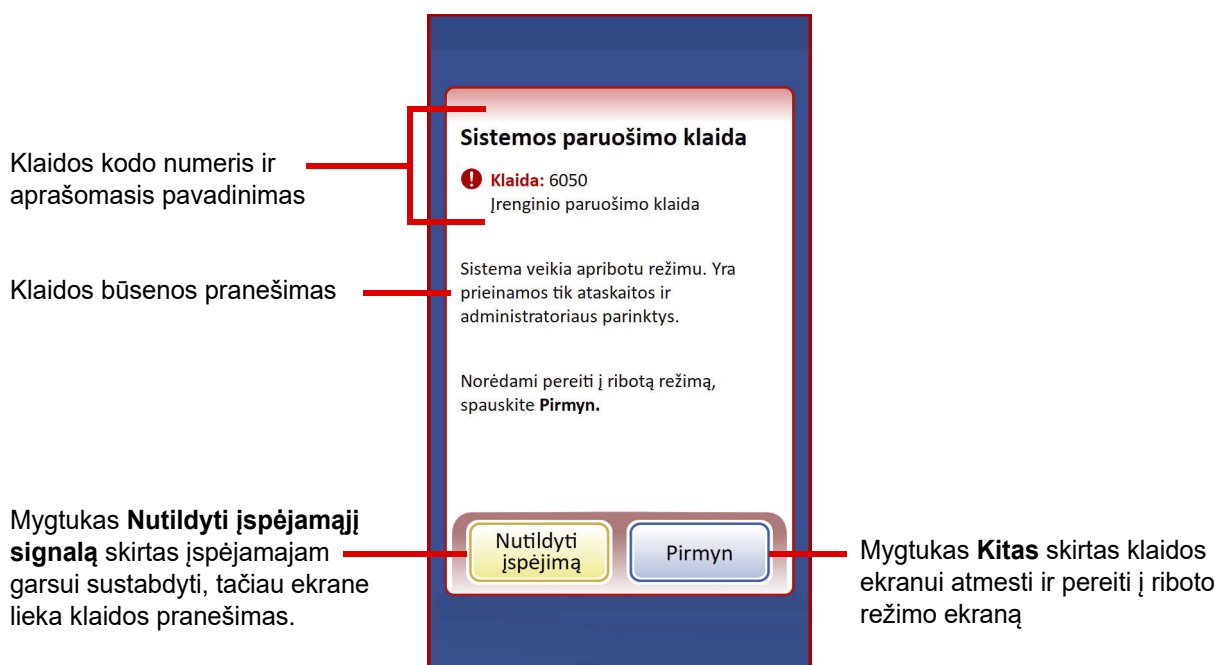 Klaidos kodo numeris ir
aprašomasis pavadinimas
Klaidos būsenos pranešimas
Mygtukas Nutildyti įspėjamąjį
signalą skirtas įspėjamajam
garsui sustabdyti, tačiau ekrane
lieka klaidos pranešimas.
Sistemos paruošimo klaida
Klaida: 6050
Įrenginio paruošimo klaida
Sistema veikia apribotu režimu. Yra
prieinamos tik ataskaitos ir
administratoriaus parinktys.
Norėdami pereiti į ribotą režimą,
spauskite Pirmyn.
Nutildyti
įspėjimą
Pirmyn
Mygtukas Kitas skirtas klaidos
ekranui atmesti ir pereiti į riboto
režimo ekraną